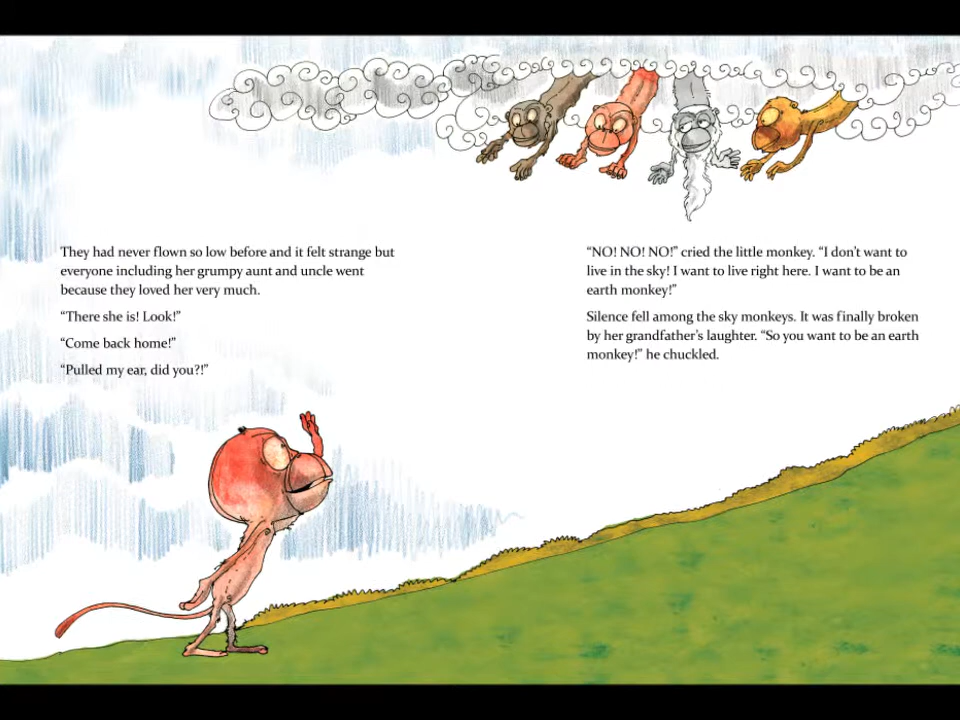 They had never flown so low before and it felt strange but
everyone including her grumpy aunt and uncle went
because they loved her very much.
“There she is! Look!”
“Come back home!”
“Pulled my ear, did you?!”
“NO! NO! NO!” cried the little monkey. “I don’t want to
live in the sky! I want to live right here. I want to be an
earth monkey!”
Silence fell among the sky monkeys. It was finally broken
by her grandfather’s laughter. “So you want to be an earth
monkey!” he chuckled.